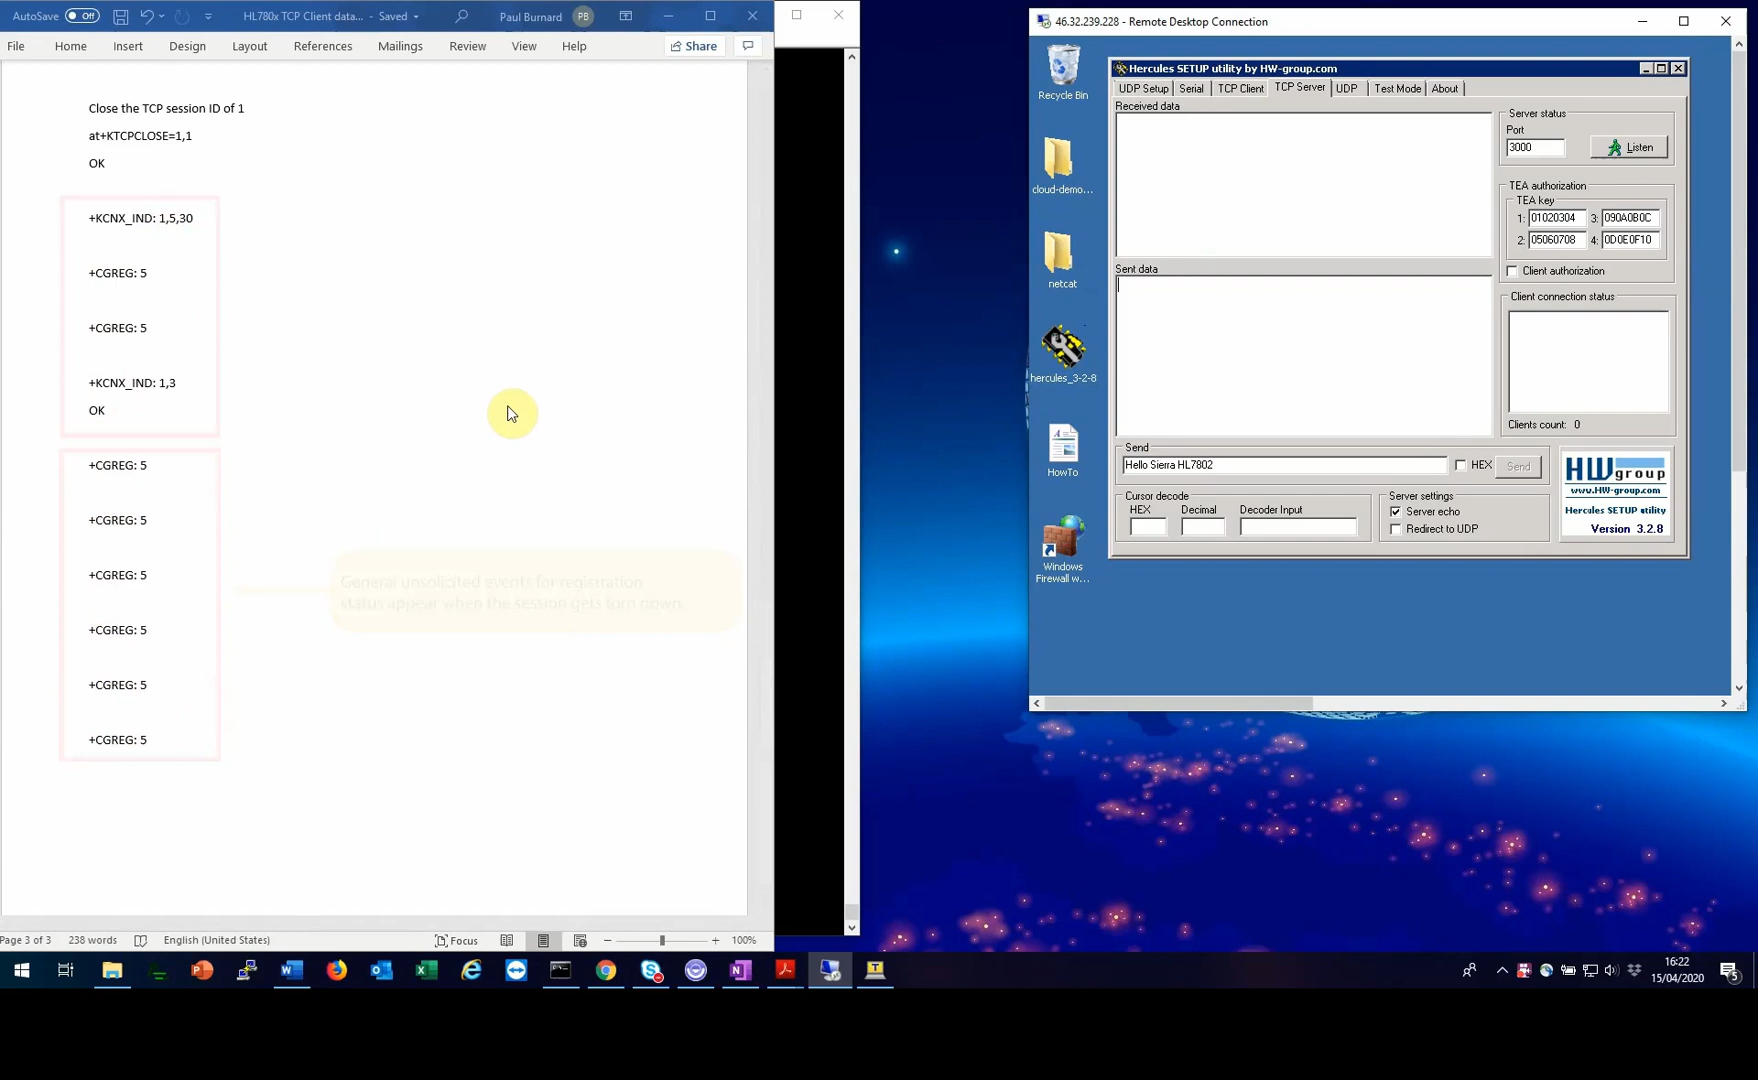 AutoSave Off HL780x TCP Client data... - Saved Paul Burnard PB
File Home Insert Design Layout References Mailings Review View Help Share
Close the TCP session ID of 1
at+KTCPCLOSE=1,1
OK
+KCNX_IND: 1,5,30
+CGREG: 5
+CGREG: 5
+KCNX_IND: 1,3
OK
+CGREG: 5
+CGREG: 5
+CGREG: 5
+CGREG: 5
+CGREG: 5
+CGREG: 5
General unsolicited events for registration
status appear when the session gets torn down.
Page 3 of 3 238 words English (United States) Focus 100%
46.32.239.228 - Remote Desktop Connection
Recycle Bin
cloud-demo...
netcat
hercules_3-2-8
HowTo
Windows
Firewall w...
Hercules SETUP utility by HW-group.com
UDP Setup Serial TCP Client TCP Server UDP Test Mode About
Received data
Sent data
Server status
Port
3000 Listen
TEA authorization
TEA key
1: 01020304 3: 090A0B0C
2: 05060708 4: 0D0E0F10
Client authorization
Client connection status
Clients count: 0
Send
Hello Sierra HL7802 HEX Send
Cursor decode
HEX Decimal Decoder Input
Server settings
Server echo
Redirect to UDP
HWgroup
www.HW-group.com
Hercules SETUP utility
Version 3.2.8
16:22
15/04/2020
5